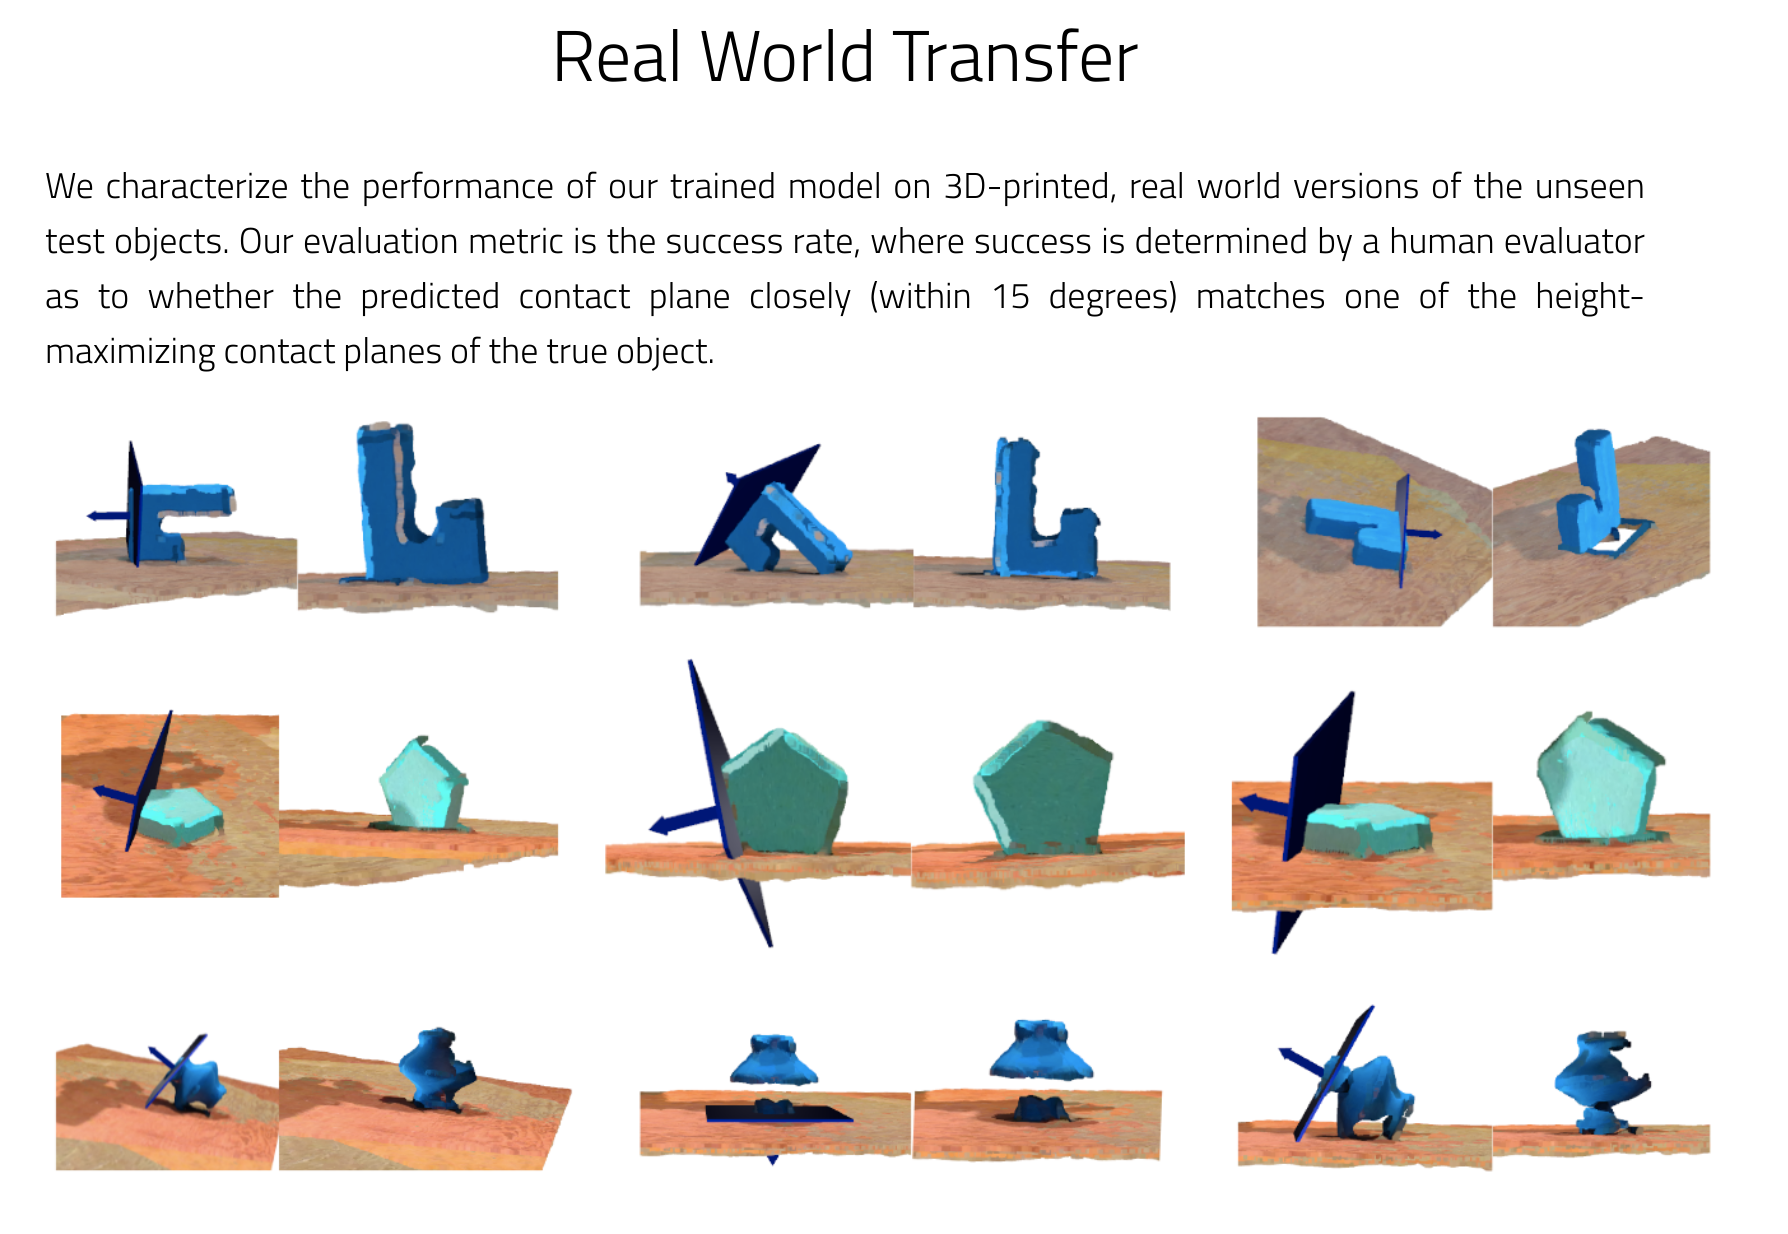 Real World Transfer
We characterize the performance of our trained model on 3D-printed, real world versions of the unseen
test objects. Our evaluation metric is the success rate, where success is determined by a human evaluator
as to whether the predicted contact plane closely (within 15 degrees) matches one of the height-
maximizing contact planes of the true object.